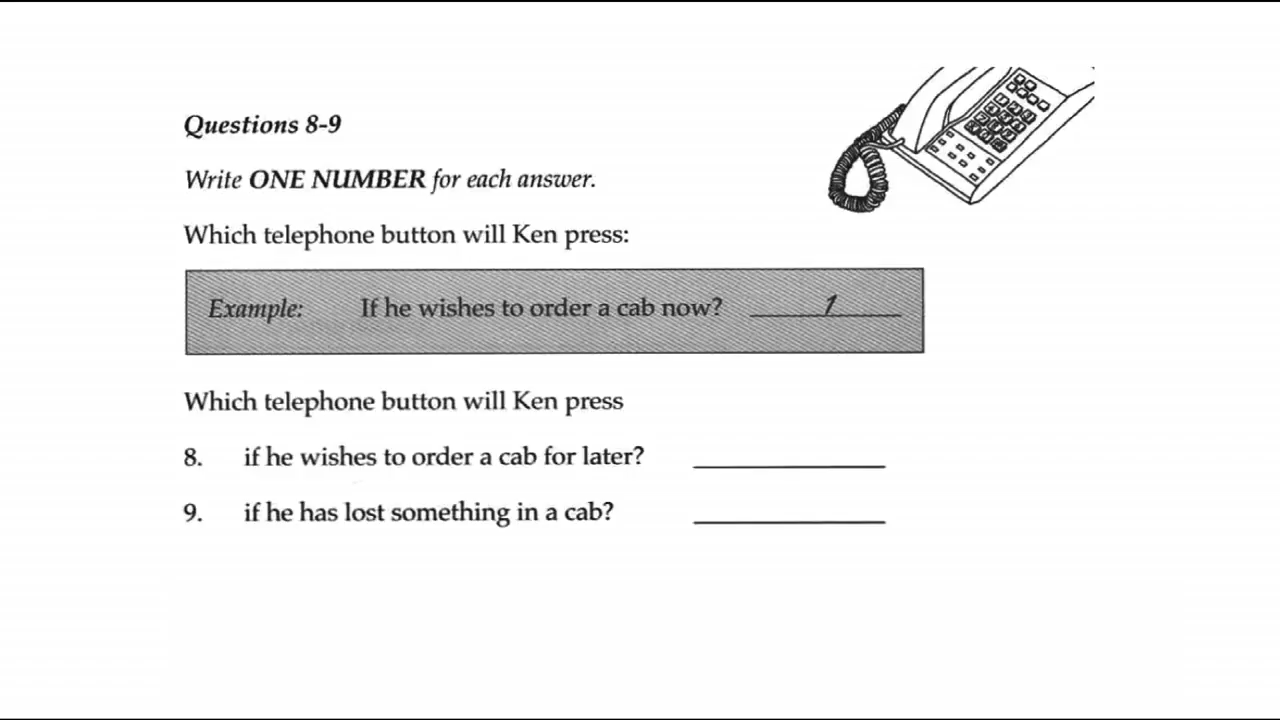 Questions 8-9
Write ONE NUMBER for each answer.
Which telephone button will Ken press:
Example: If he wishes to order a cab now? 1
Which telephone button will Ken press
8. if he wishes to order a cab for later?
9. if he has lost something in a cab?